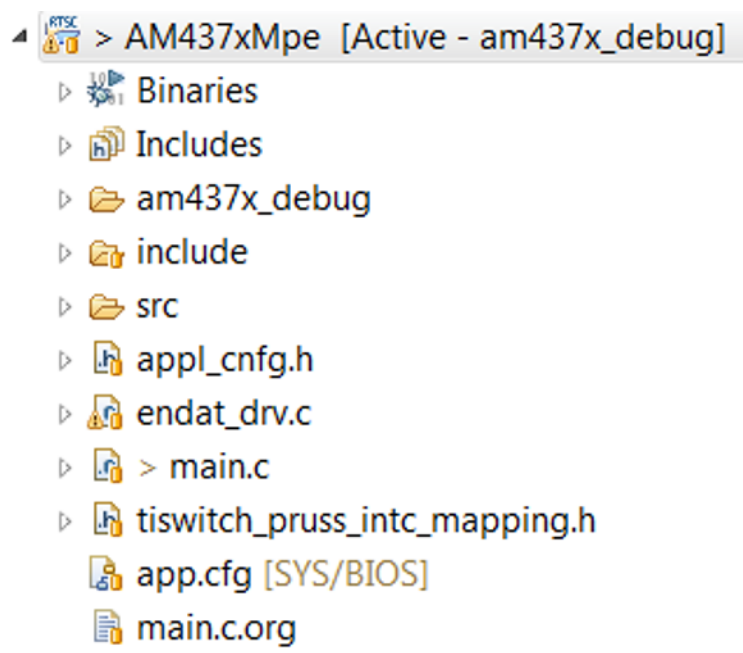 RTSC > AM437xMpe [Active - am437x_debug]
Binaries
Includes
am437x_debug
include
src
appl_cnfg.h
endat_drv.c
> main.c
tiswitch_pruss_intc_mapping.h
app.cfg [SYS/BIOS]
main.c.org